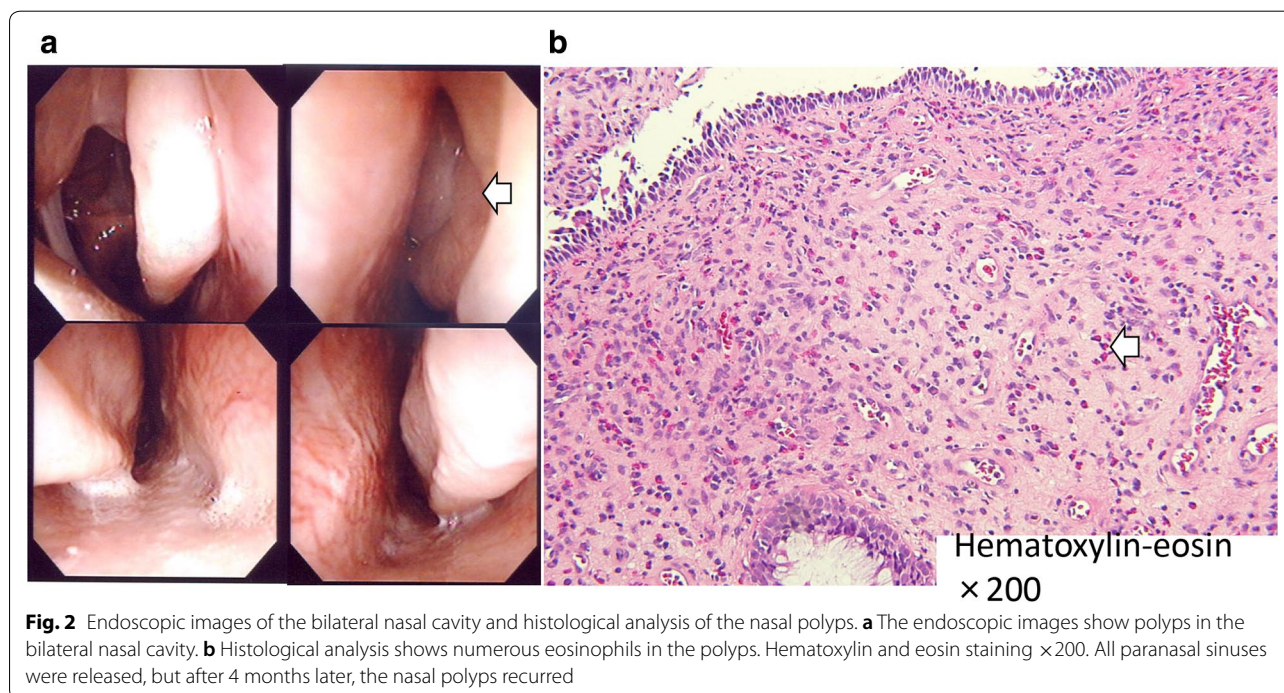 a
b
Hematoxylin-eosin
×200
Fig. 2 Endoscopic images of the bilateral nasal cavity and histological analysis of the nasal polyps. a The endoscopic images show polyps in the
bilateral nasal cavity. b Histological analysis shows numerous eosinophils in the polyps. Hematoxylin and eosin staining ×200. All paranasal sinuses
were released, but after 4 months later, the nasal polyps recurred